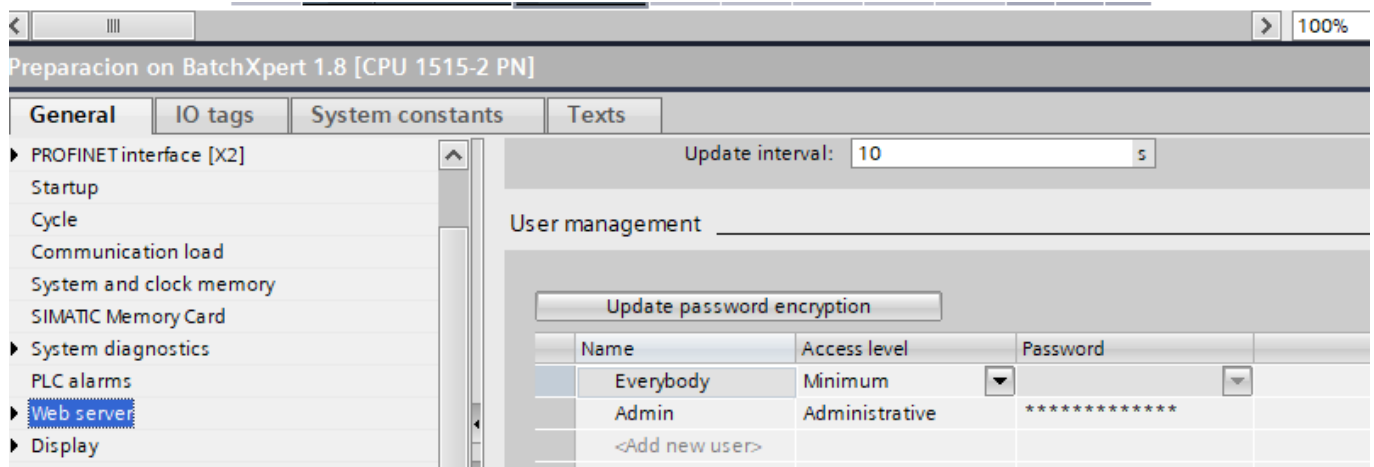 100%
Preparacion on BatchXpert 1.8 [CPU 1515-2 PN]
General IO tags System constants Texts
PROFINET interface [X2]
Startup
Cycle
Communication load
System and clock memory
SIMATIC Memory Card
System diagnostics
PLC alarms
Web server
Display
Update interval: 10 s
User management
Update password encryption
Name Access level Password
Everybody Minimum
Admin Administrative *************
<Add new user>